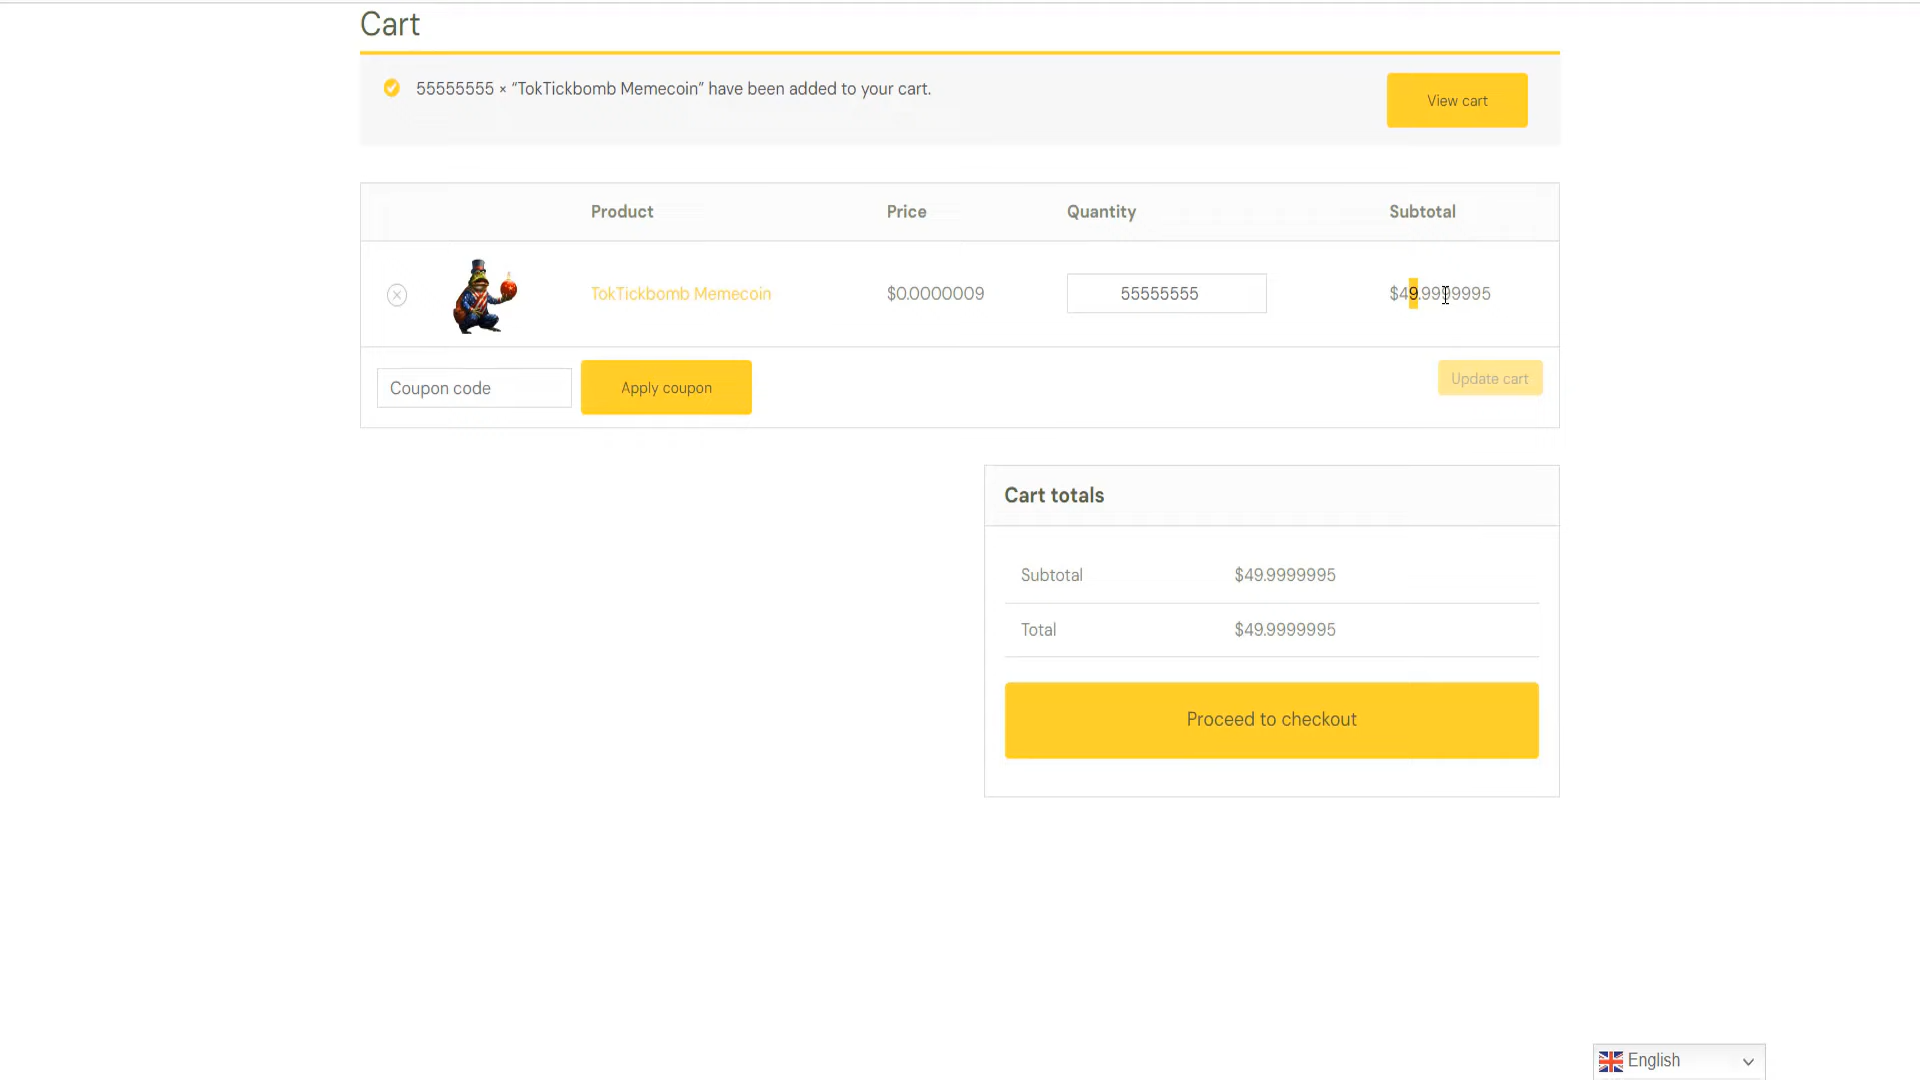 Cart
55555555 × “TokTickbomb Memecoin” have been added to your cart.
View cart
Product Price Quantity Subtotal
TokTickbomb Memecoin $0.0000009 55555555 $49.9999995
Coupon code Apply coupon Update cart
Cart totals
Subtotal $49.9999995
Total $49.9999995
Proceed to checkout
English